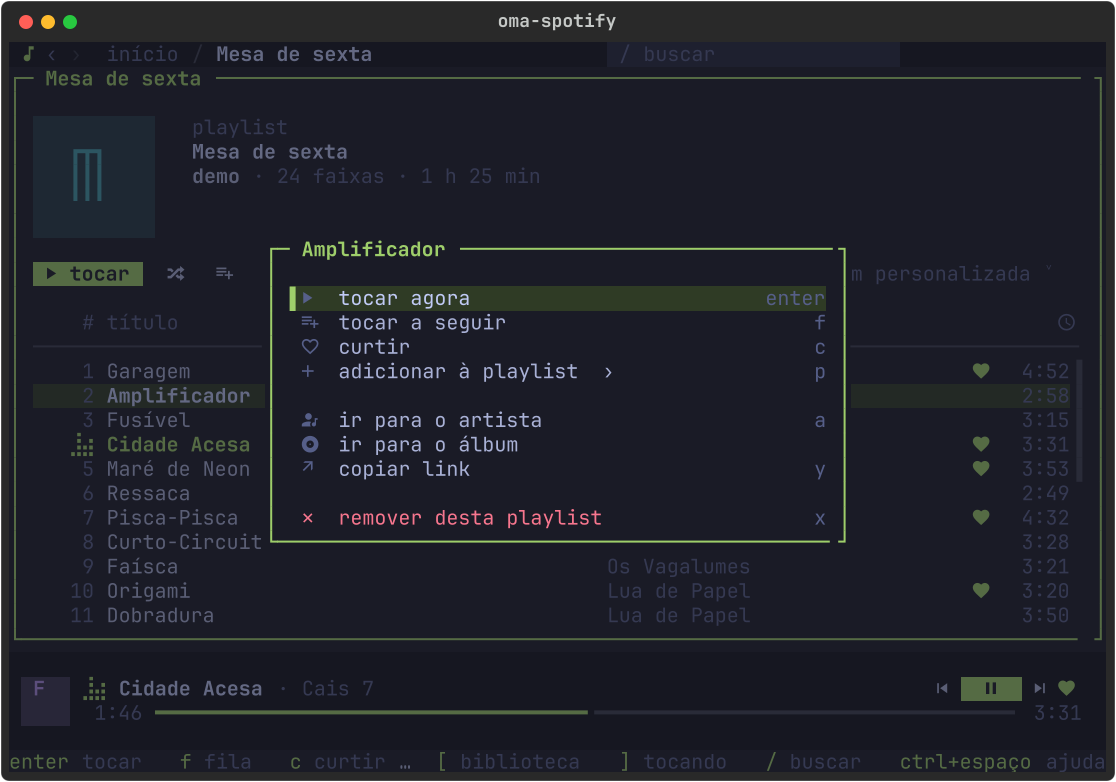 oma-spotify
início / Mesa de sexta / buscar
Mesa de sexta
playlist
Mesa de sexta
demo · 24 faixas · 1 h 25 min
tocar
m personalizada
# título
Amplificador
tocar agora enter
tocar a seguir f
curtir c
adicionar à playlist › p
ir para o artista a
ir para o álbum
copiar link y
× remover desta playlist x
1 Garagem 4:52
2 Amplificador 2:58
3 Fusível 3:15
Cidade Acesa 3:31
5 Maré de Neon 3:53
6 Ressaca 2:49
7 Pisca-Pisca 4:32
8 Curto-Circuit 3:28
9 Faísca Os Vagalumes 3:21
10 Origami Lua de Papel 3:20
11 Dobradura Lua de Papel 3:50
F
Cidade Acesa · Cais 7
1:46 3:31
enter tocar f fila c curtir … [ biblioteca ] tocando / buscar ctrl+espaço ajuda